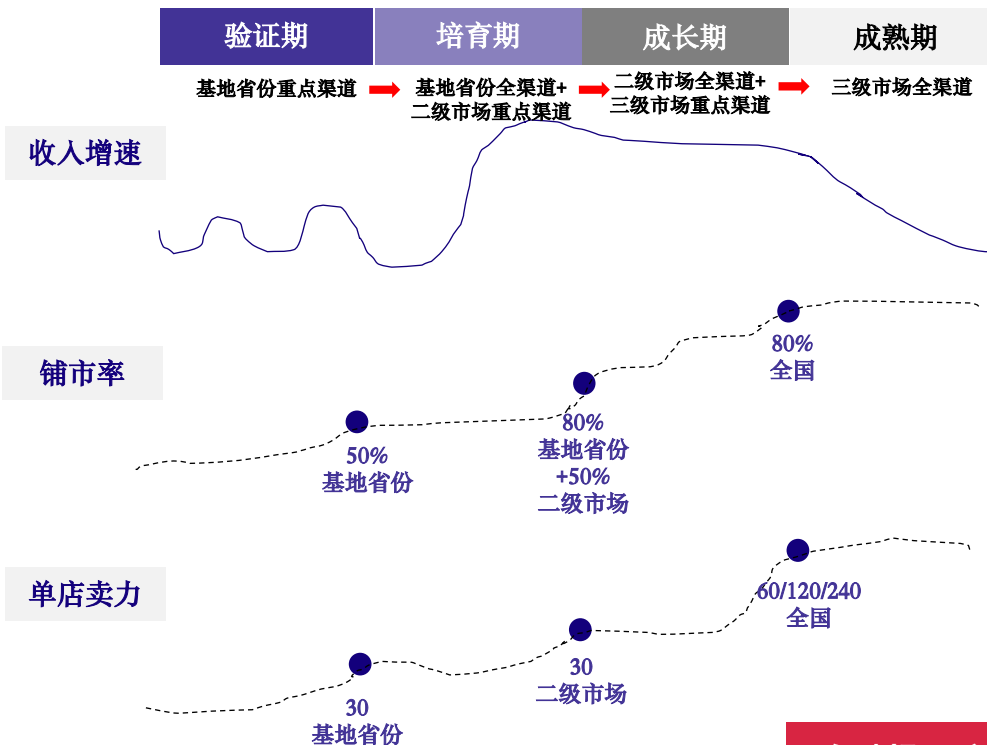 验证期
培育期
成长期
成熟期
基地省份重点渠道
基地省份全渠道+
二级市场重点渠道
二级市场全渠道+
三级市场重点渠道
三级市场全渠道
收入增速
铺市率
50%
基地省份
80%
基地省份
+50%
二级市场
80%
全国
单店卖力
30
基地省份
30
二级市场
60/120/240
全国